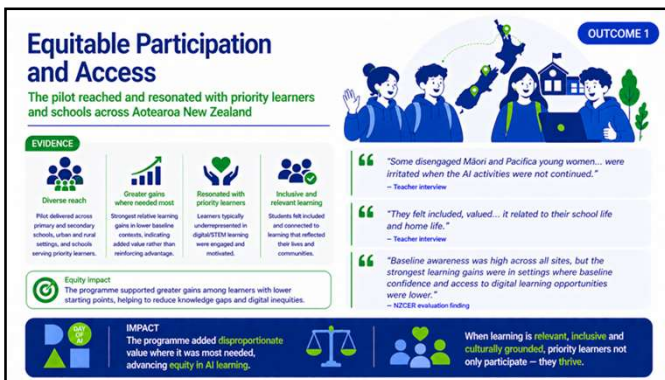 OUTCOME 1
Equitable Participation
and Access
The pilot reached and resonated with priority learners
and schools across Aotearoa New Zealand
EVIDENCE
Diverse reach
Pilot delivered across
primary and secondary
schools, urban and rural
settings, and schools
serving priority learners.
Greater gains
where needed most
Strongest relative learning
gains in lower baseline
contexts, indicating
added value rather than
reinforcing advantage.
Resonated with
priority learners
Learners typically
underrepresented in
digital/STEM learning
were engaged and
motivated.
Inclusive and
relevant learning
Students felt included
and connected to
learning that reflected
their lives and
communities.
Equity impact
The programme supported greater gains among learners with lower
starting points, helping to reduce knowledge gaps and digital inequities.
"Some disengaged Māori and Pacifica young women... were
irritated when the AI activities were not continued."
– Teacher interview
"They felt included, valued... it related to their school life
and home life."
– Teacher interview
"Baseline awareness was high across all sites, but the
strongest learning gains were in settings where baseline
confidence and access to digital learning opportunities
were lower."
– NZCER evaluation finding
DAY
OF
AI
IMPACT
The programme added disproportionate
value where it was most needed,
advancing equity in AI learning.
When learning is relevant, inclusive and
culturally grounded, priority learners not
only participate — they thrive.